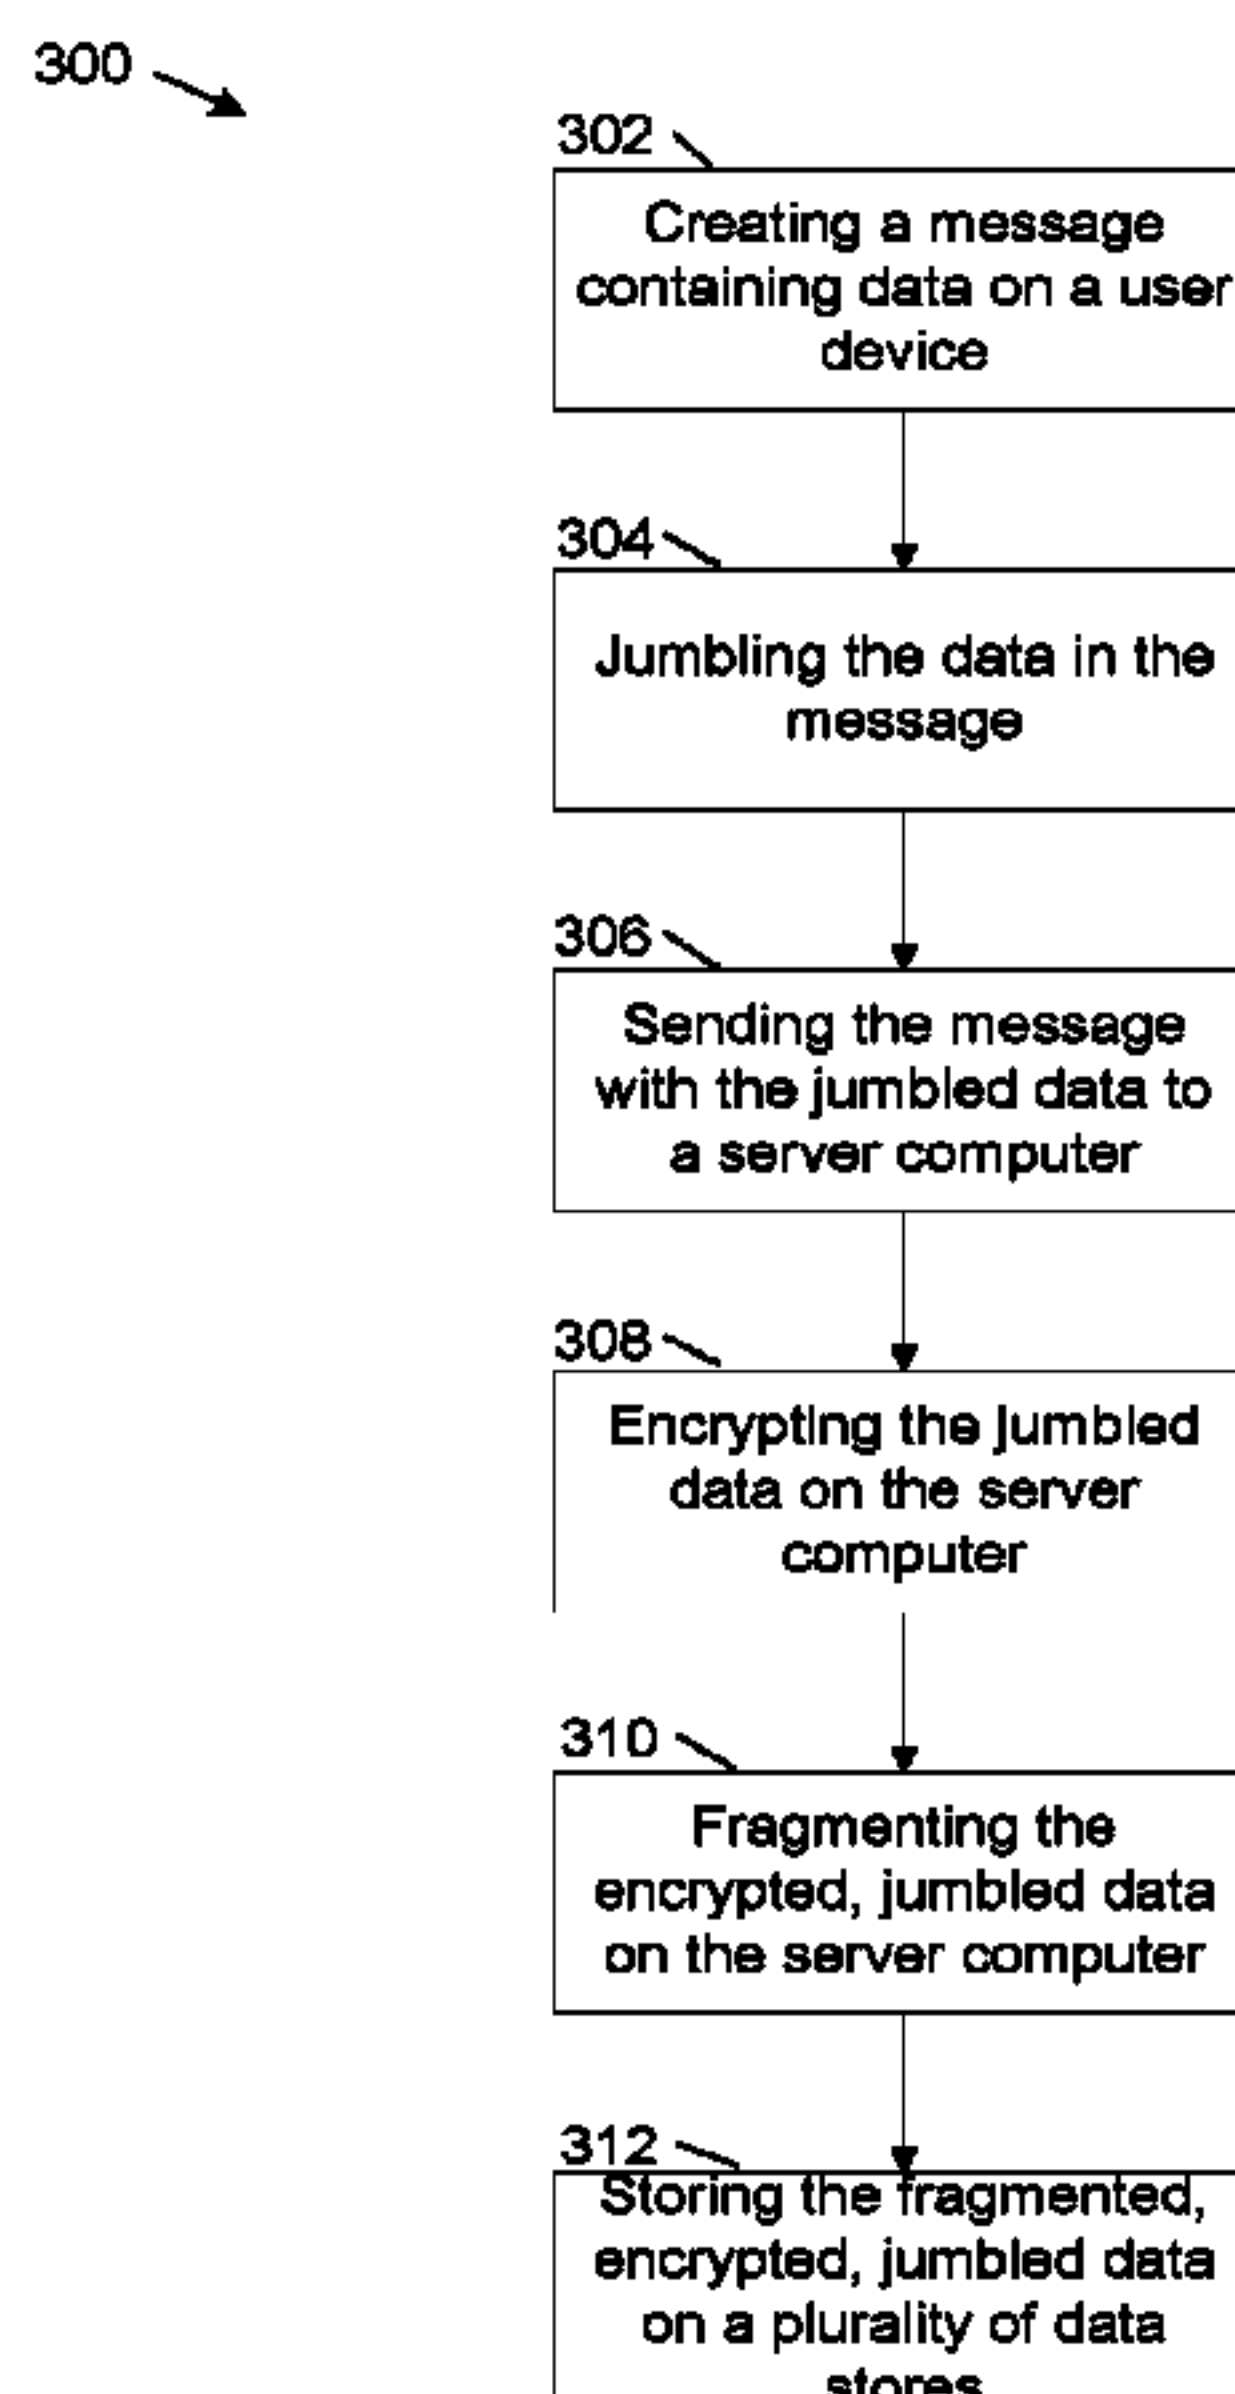 300
302
Creating a message
containing data on a user
device
304
Jumbling the data in the
message
306
Sending the message
with the jumbled data to
a server computer
308
Encrypting the jumbled
data on the server
computer
310
Fragmenting the
encrypted, jumbled data
on the server computer
312
Storing the fragmented,
encrypted, jumbled data
on a plurality of data
stores